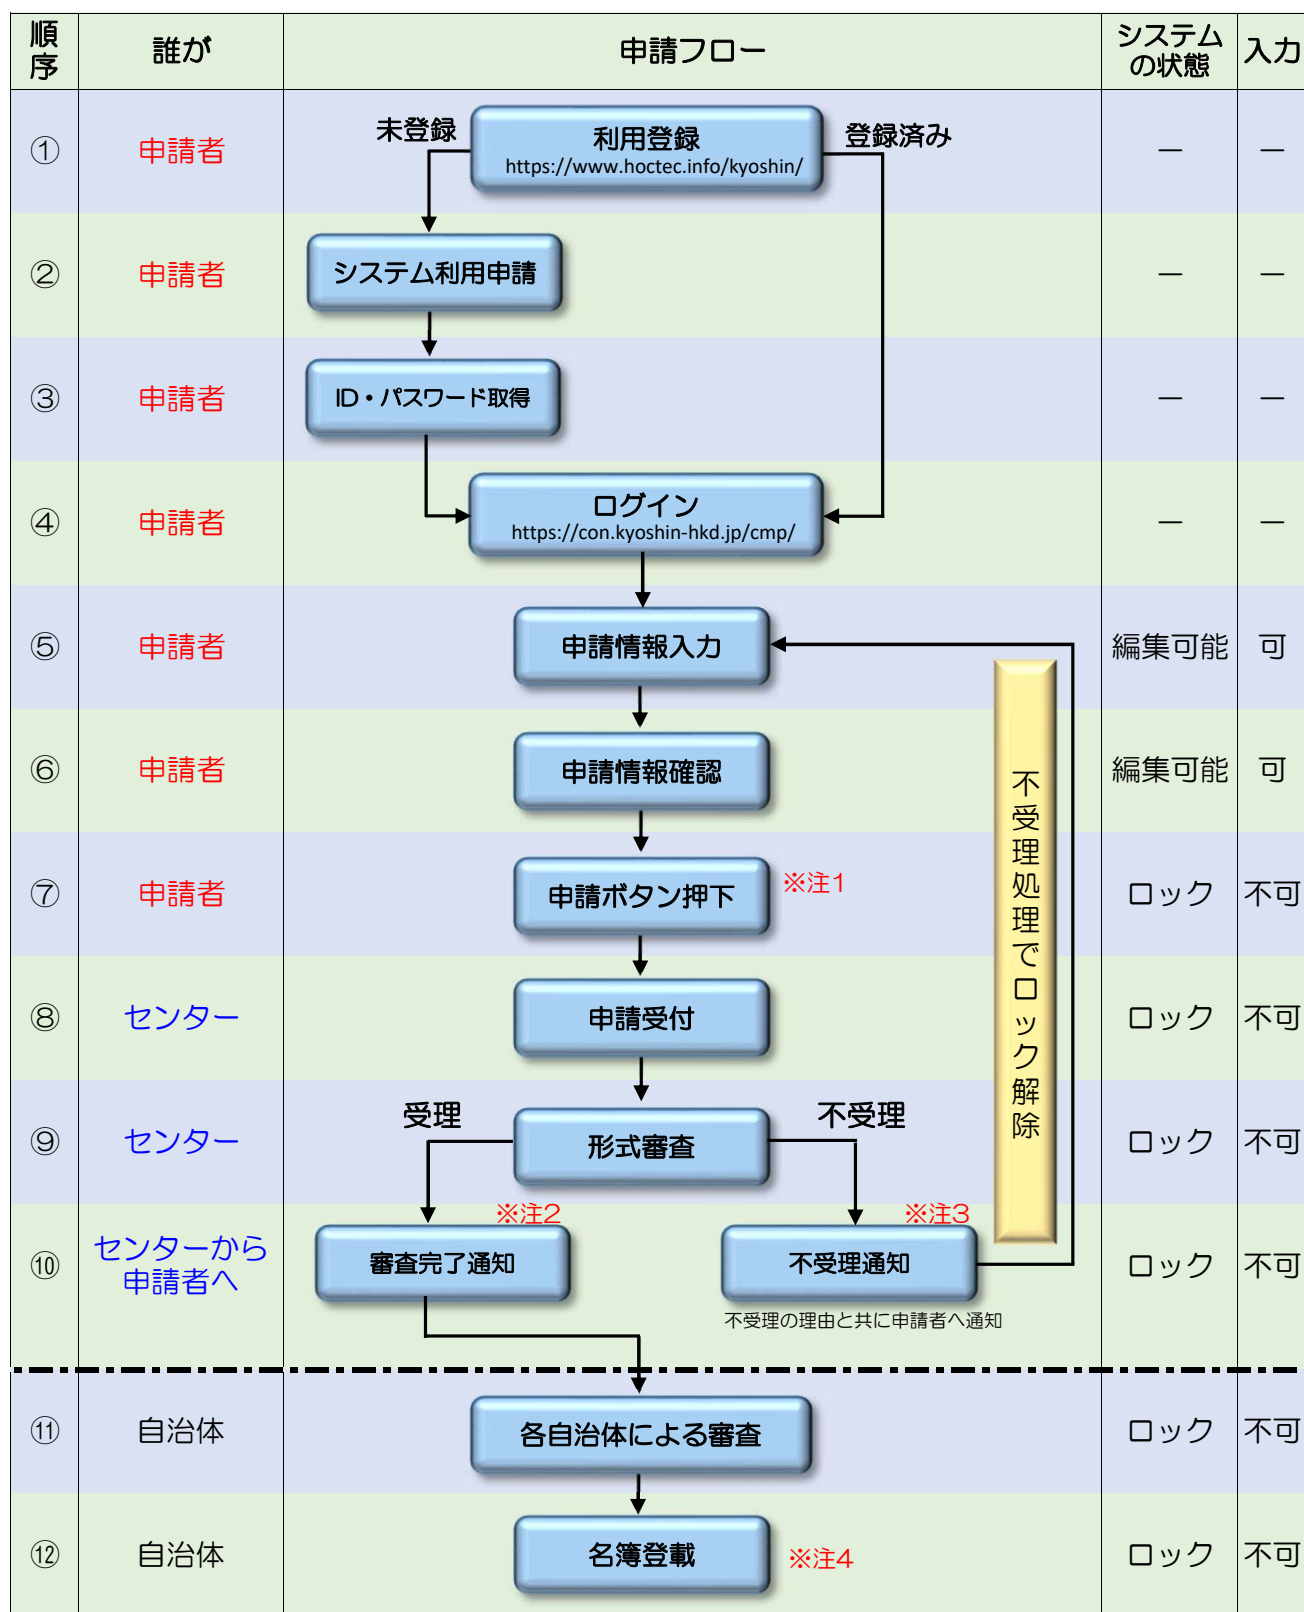 順序
誰が
申請フロー
システム
の状態
入力
①
申請者
未登録
利用登録
https://www.hoctec.info/kyoshin/
登録済み
—
—
②
申請者
システム利用申請
—
—
③
申請者
ID・パスワード取得
—
—
④
申請者
ログイン
https://con.kyoshin-hkd.jp/cmp/
—
—
⑤
申請者
申請情報入力
編集可能
可
⑥
申請者
申請情報確認
編集可能
可
不受理処理でロック解除
⑦
申請者
申請ボタン押下
※注1
ロック
不可
⑧
センター
申請受付
ロック
不可
⑨
センター
受理
形式審査
不受理
ロック
不可
⑩
センターから
申請者へ
※注2
審査完了通知
※注3
不受理通知
不受理の理由と共に申請者へ通知
ロック
不可
⑪
自治体
各自治体による審査
ロック
不可
⑫
自治体
名簿登載
※注4
ロック
不可